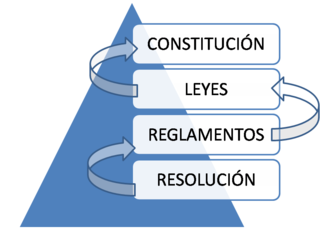 CONSTITUCIÓN
LEYES
REGLAMENTOS
RESOLUCIÓN